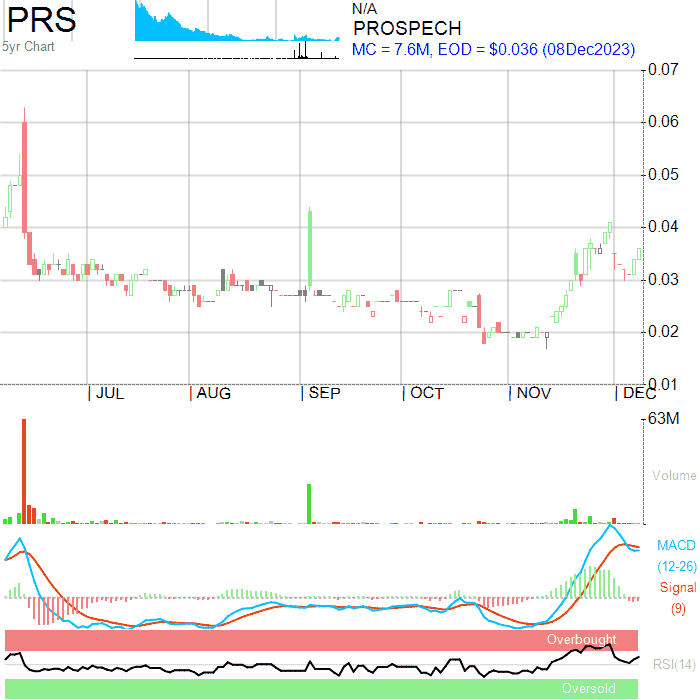 PRS
5yr Chart
N/A
PROSPECH
MC = 7.6M, EOD = $0.036 (08Dec2023)
0.07
0.06
0.05
0.04
0.03
0.02
0.01
JUL AUG SEP OCT NOV DEC
63M
Volume
MACD
(12-26)
Signal
(9)
Overbought
RSI(14)
Oversold